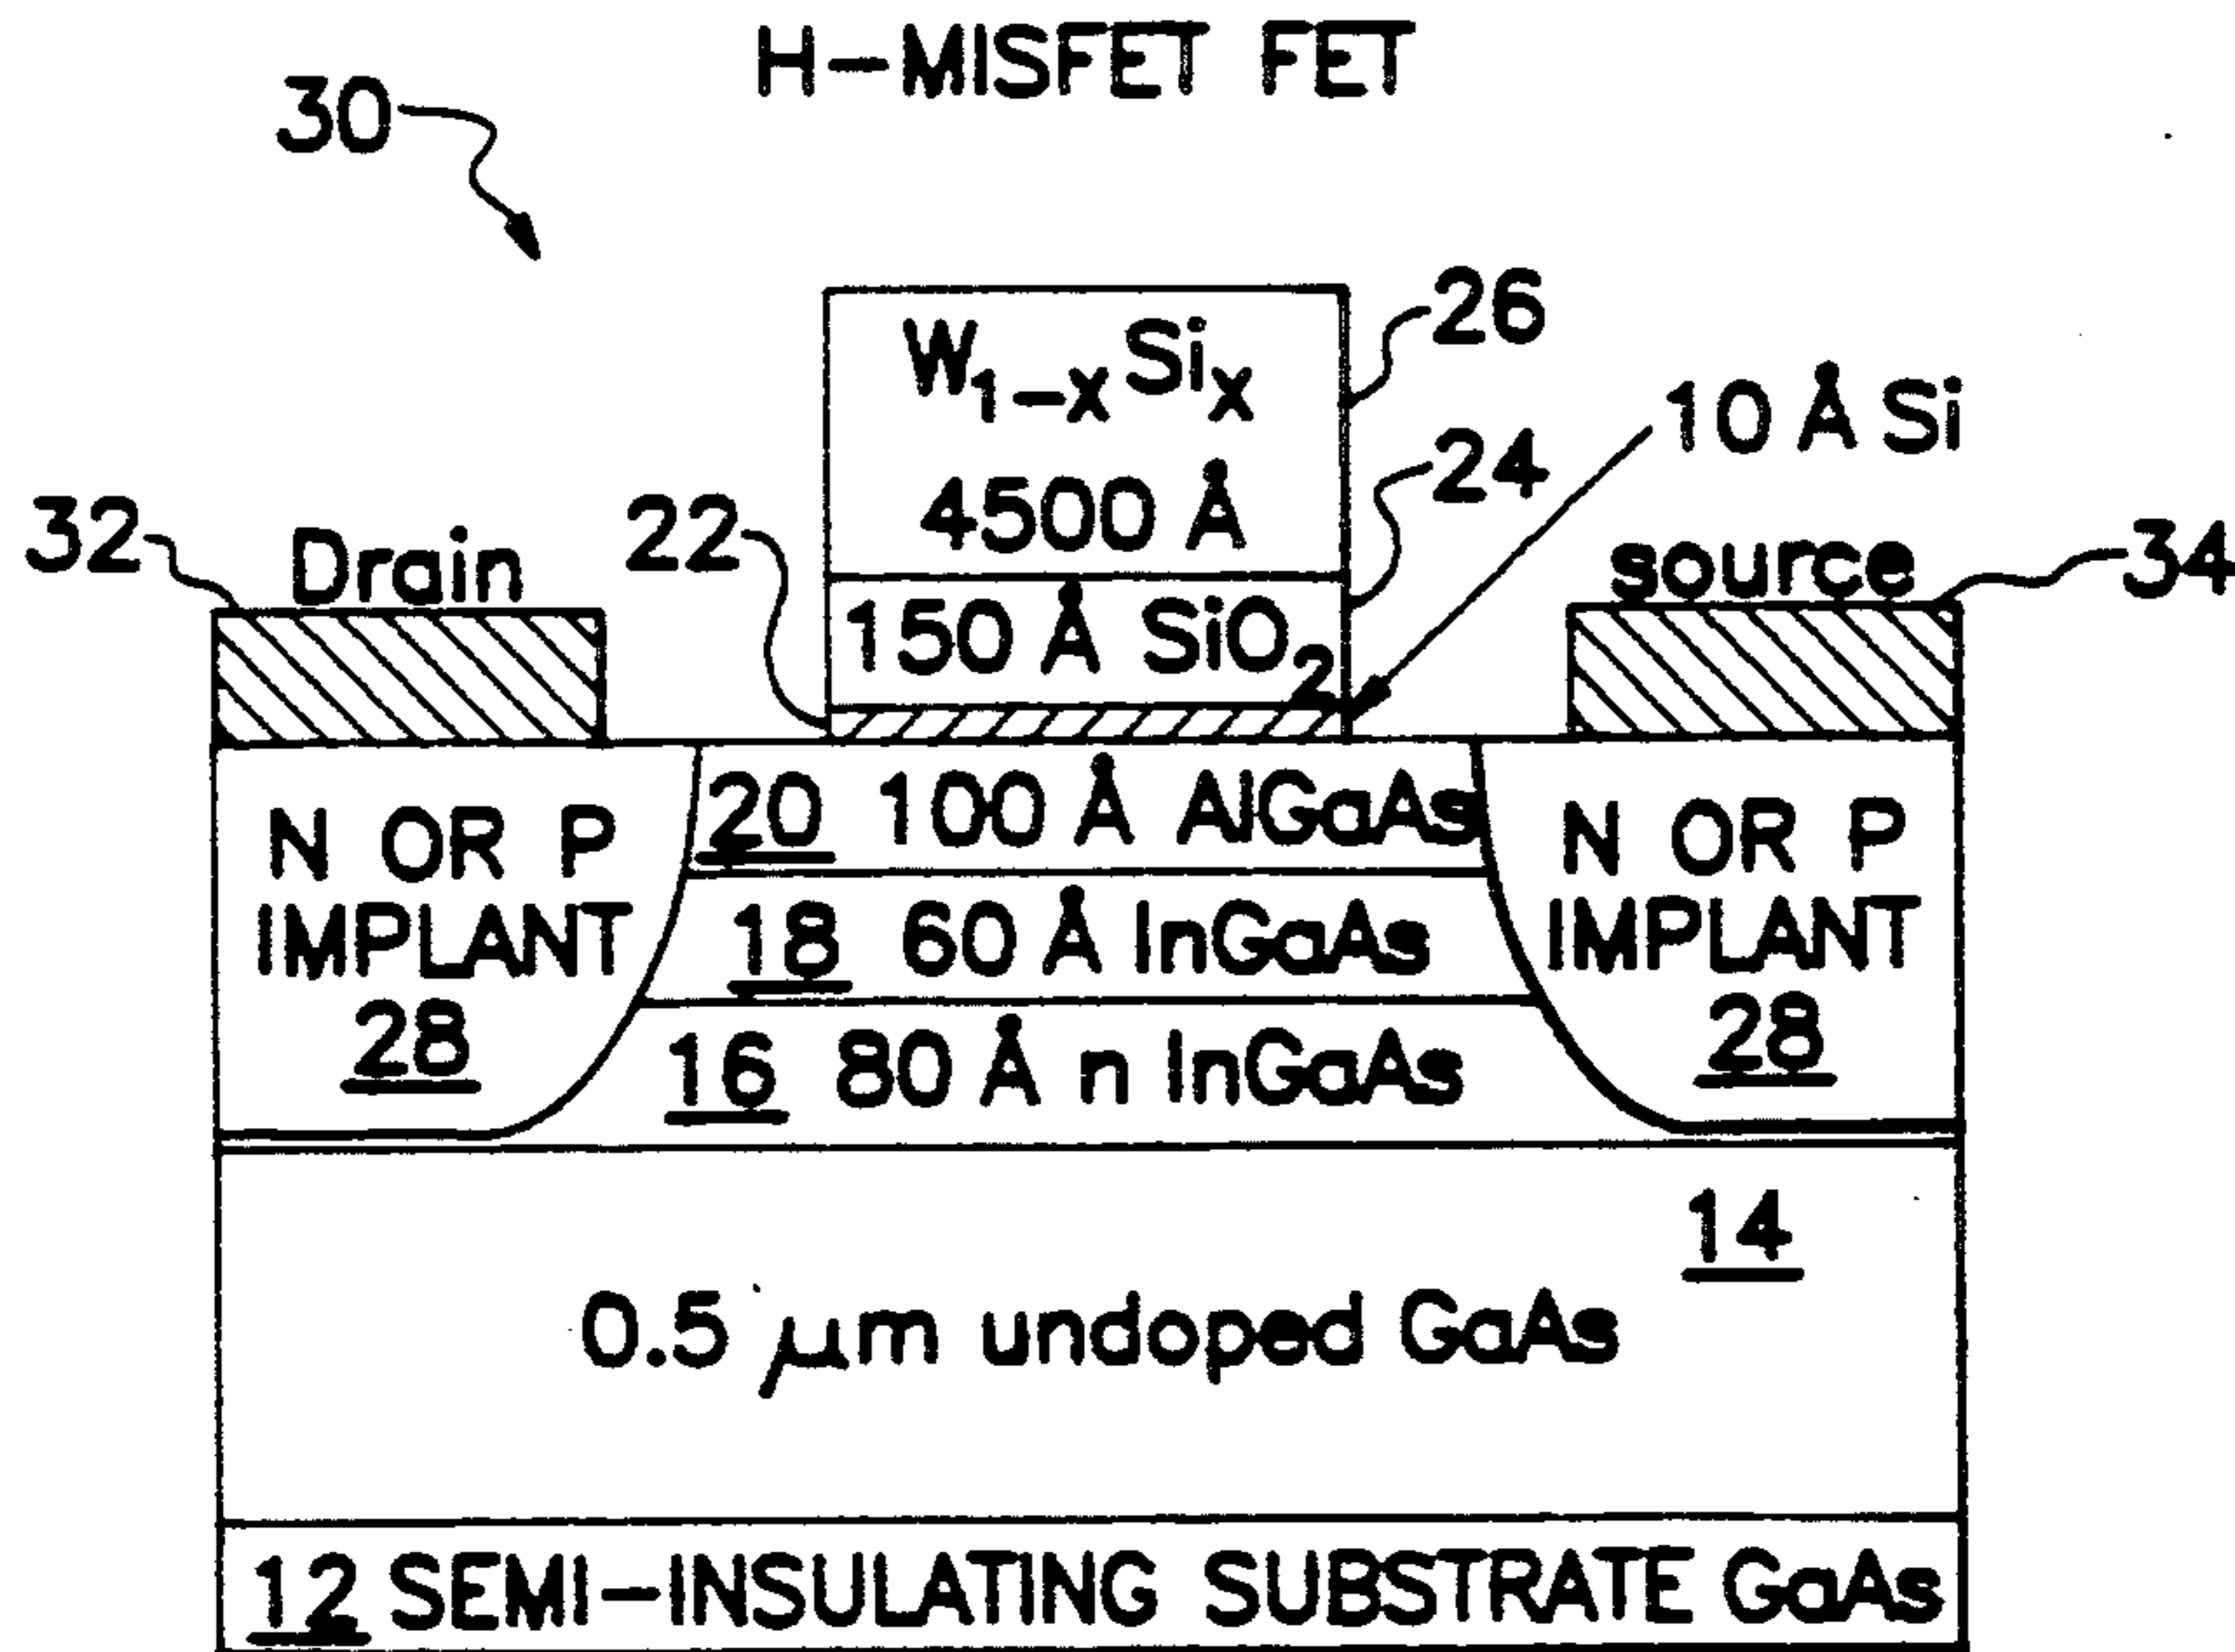 H-MISFET FET
30
W1-xSix
4500 Å
26
10 Å Si
24
32
Drain
22
source
34
150 Å SiO2
N OR P
IMPLANT
28
20 100 Å AlGaAs
18 60 Å InGaAs
16 80 Å n InGaAs
N OR P
IMPLANT
28
14
0.5 μm undoped GaAs
12 SEMI-INSULATING SUBSTRATE GaAs